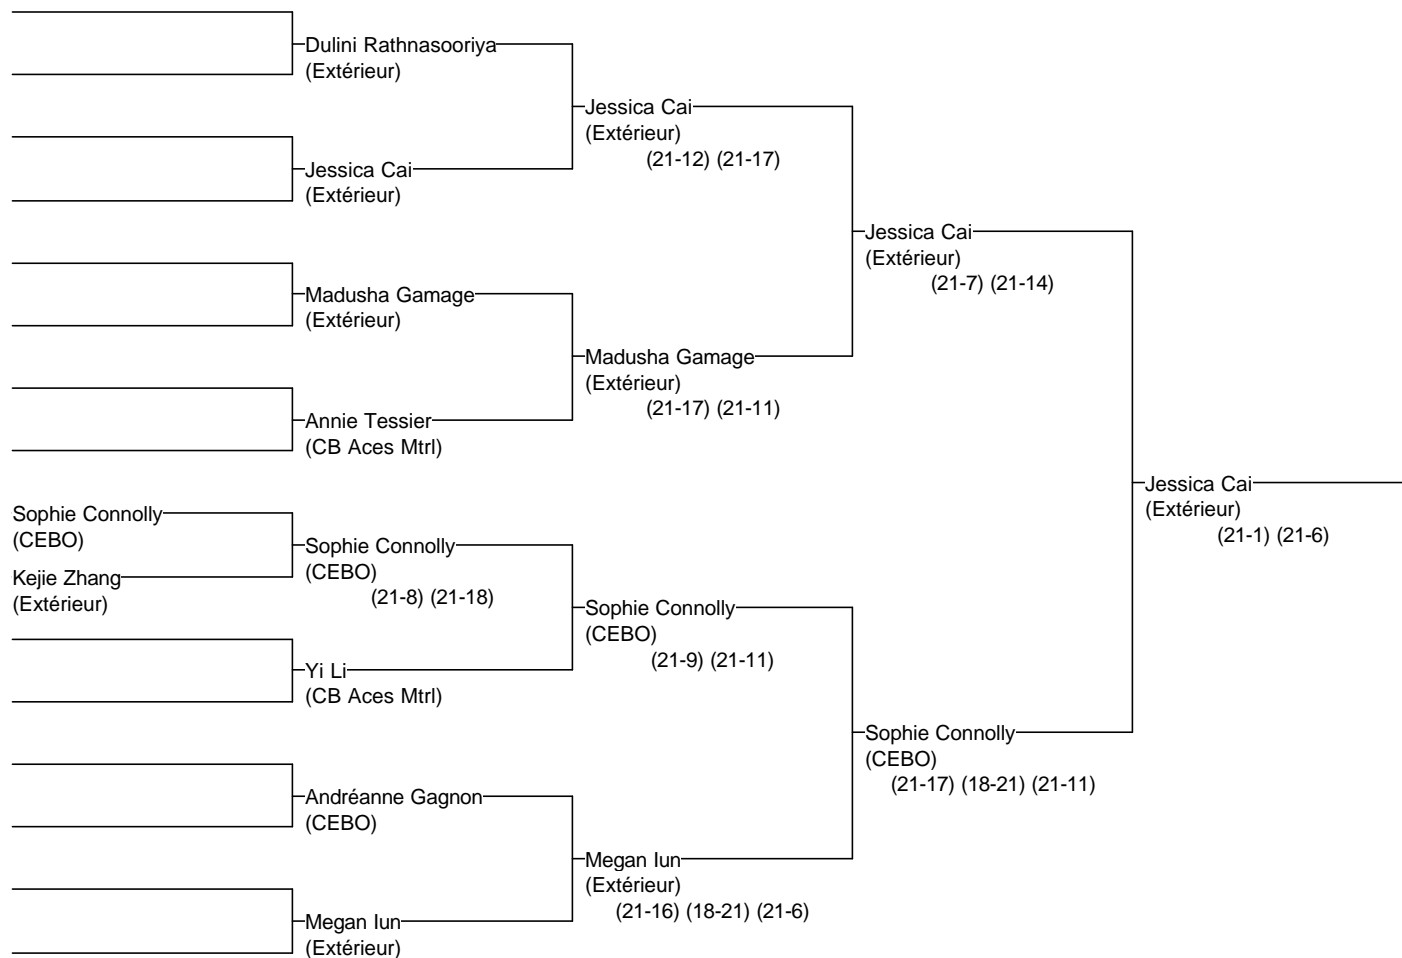 Dulini Rathnasooriya
(Extérieur)
Jessica Cai
(Extérieur)
(21-12) (21-17)
Jessica Cai
(Extérieur)
Jessica Cai
(Extérieur)
(21-7) (21-14)
Madusha Gamage
(Extérieur)
Madusha Gamage
(Extérieur)
(21-17) (21-11)
Annie Tessier
(CB Aces Mtrl)
Jessica Cai
(Extérieur)
(21-1) (21-6)
Sophie Connolly
(CEBO)
Sophie Connolly
(CEBO)
(21-8) (21-18)
Kejie Zhang
(Extérieur)
Sophie Connolly
(CEBO)
(21-9) (21-11)
Yi Li
(CB Aces Mtrl)
Sophie Connolly
(CEBO)
(21-17) (18-21) (21-11)
Andréanne Gagnon
(CEBO)
Megan Iun
(Extérieur)
(21-16) (18-21) (21-6)
Megan Iun
(Extérieur)